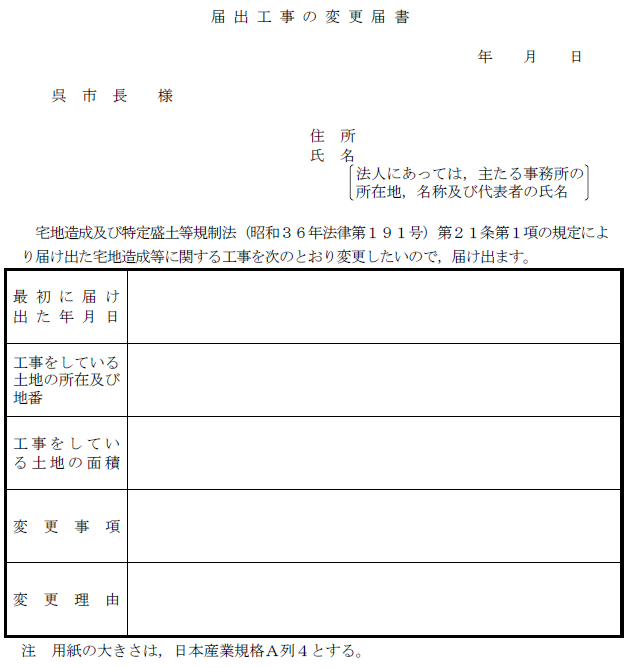 届出工事の変更届書
年　月　日
呉市長　様
住　所
氏　名
法人にあっては，主たる事務所の
所在地，名称及び代表者の氏名
宅地造成及び特定盛土等規制法（昭和３６年法律第１９１号）第２１条第１項の規定によ
り届け出た宅地造成等に関する工事を次のとおり変更したいので，届け出ます。
最初に届け
出た年月日
工事をしている
土地の所在及び
地番
工事をしてい
る土地の面積
変更事項
変更理由
注　用紙の大きさは，日本産業規格Ａ列４とする。